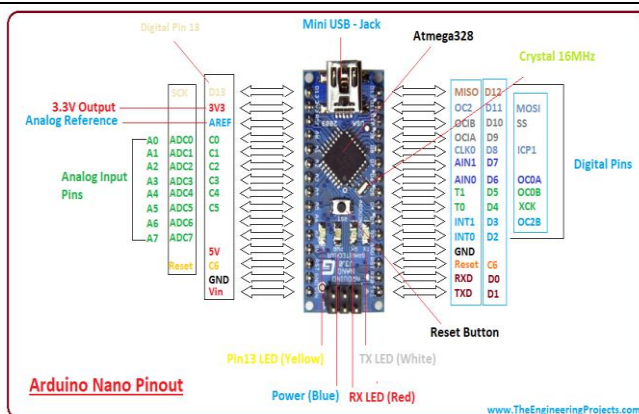 Digital Pin 13
Mini USB - Jack
Atmega328
Crystal 16MHz
SCK D13
3.3V Output 3V3
Analog Reference AREF
A0 ADC0 C0
A1 ADC1 C1
A2 ADC2 C2
A3 ADC3 C3
A4 ADC4 C4
A5 ADC5 C5
A6 ADC6
A7 ADC7
Analog Input
Pins
5V
Reset C6
GND
Vin
MISO D12
OC2 D11 MOSI
OCIB D10 SS
OCIA D9
CLK0 D8 ICP1
AIN1 D7
AIN0 D6 OC0A
T1 D5 OC0B
T0 D4 XCK
INT1 D3 OC2B
INT0 D2
GND
Reset C6
RXD D0
TXD D1
Digital Pins
Reset Button
Pin13 LED (Yellow)
TX LED (White)
Power (Blue)
RX LED (Red)
Arduino Nano Pinout
www.TheEngineeringProjects.com